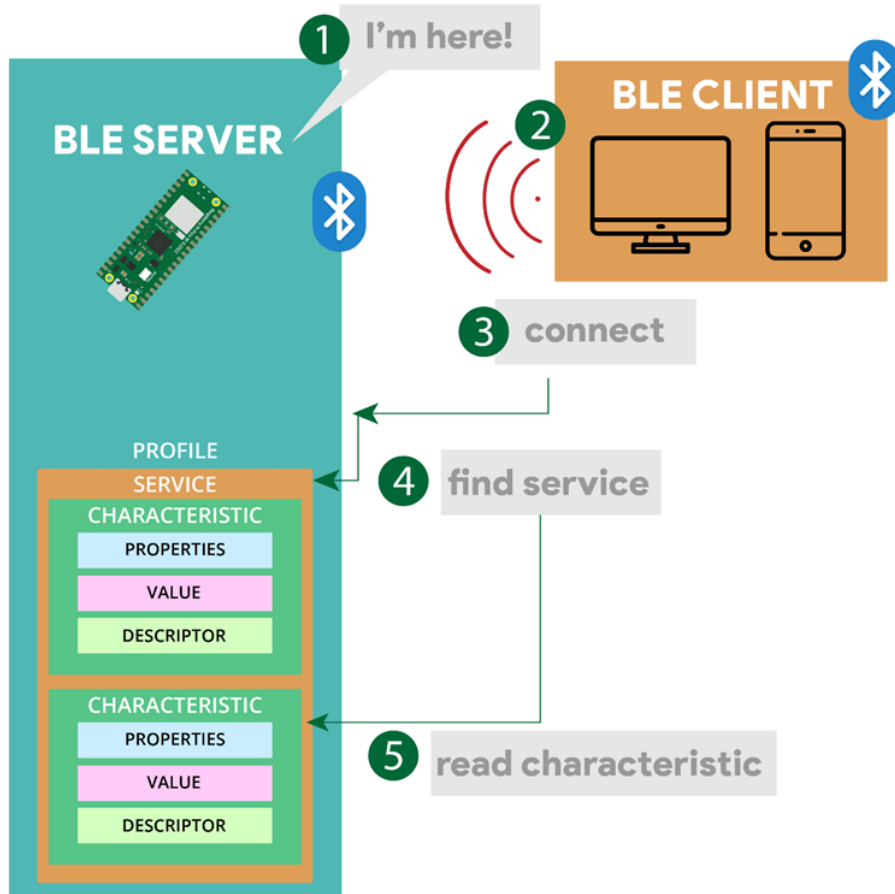 1 I'm here!
BLE SERVER
2
BLE CLIENT
3 connect
PROFILE
SERVICE
4 find service
CHARACTERISTIC
PROPERTIES
VALUE
DESCRIPTOR
CHARACTERISTIC
PROPERTIES
5 read characteristic
VALUE
DESCRIPTOR